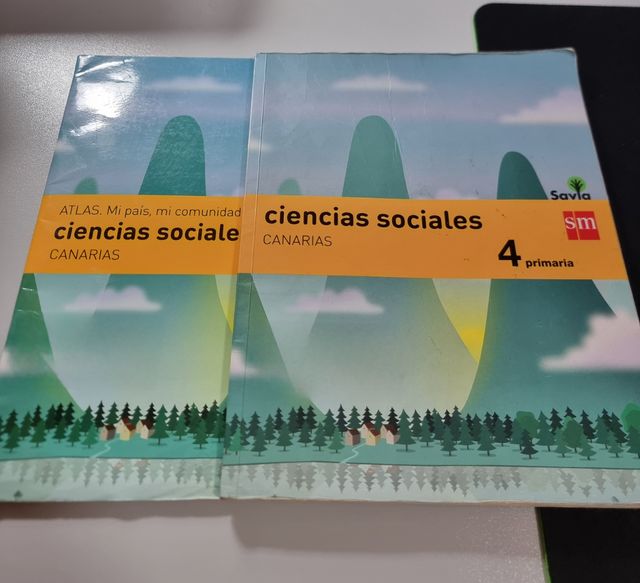 ATLAS. Mi país, mi comunidad
ciencias sociale
CANARIAS
ciencias sociales
CANARIAS
Savia
sm
4 primaria